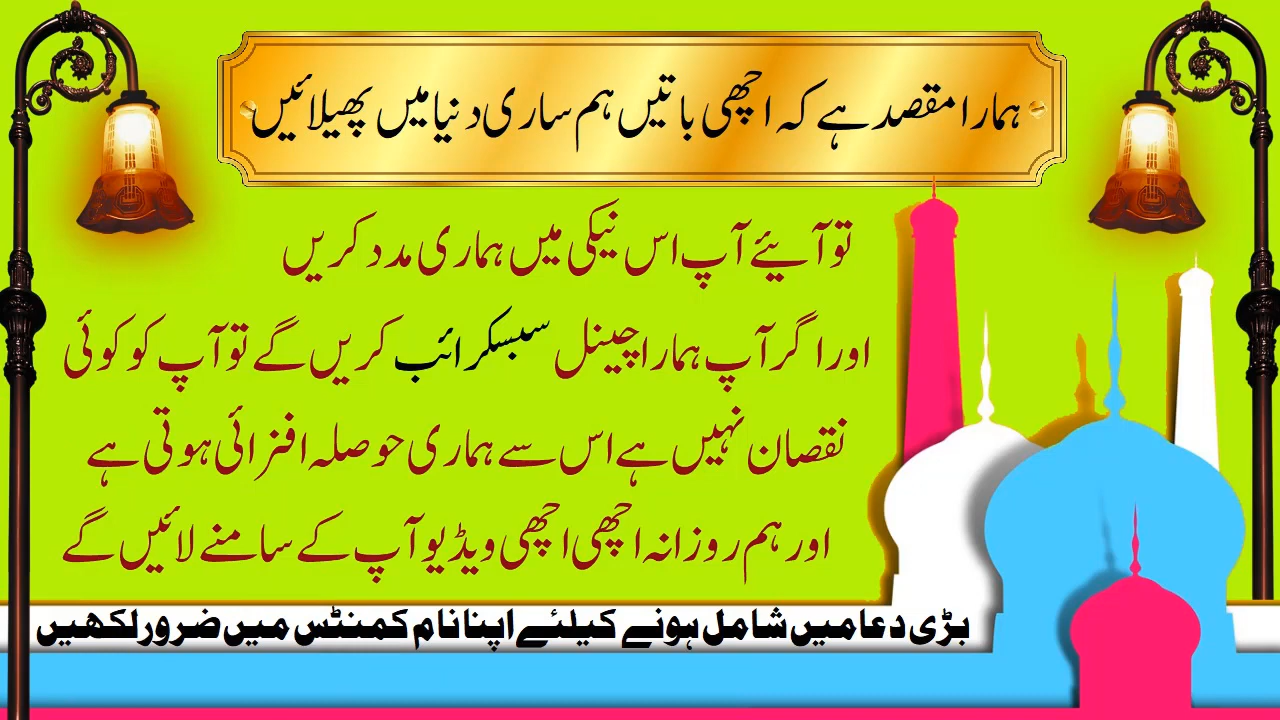 ہمارا مقصد ہے کہ اچھی باتیں ہم ساری دنیا میں پھیلائیں
تو آیئے آپ اس نیکی میں ہماری مدد کریں
اور اگر آپ ہمارا چینل سبسکرائب کریں گے تو آپ کو کوئی
نقصان نہیں ہے اس سے ہماری حوصلہ افزائی ہوتی ہے
اور ہم روزانہ اچھی اچھی ویڈیو آپ کے سامنے لائیں گے
بڑی دعا میں شامل ہونے کیلئے اپنا نام کمنٹس میں ضرور لکھیں